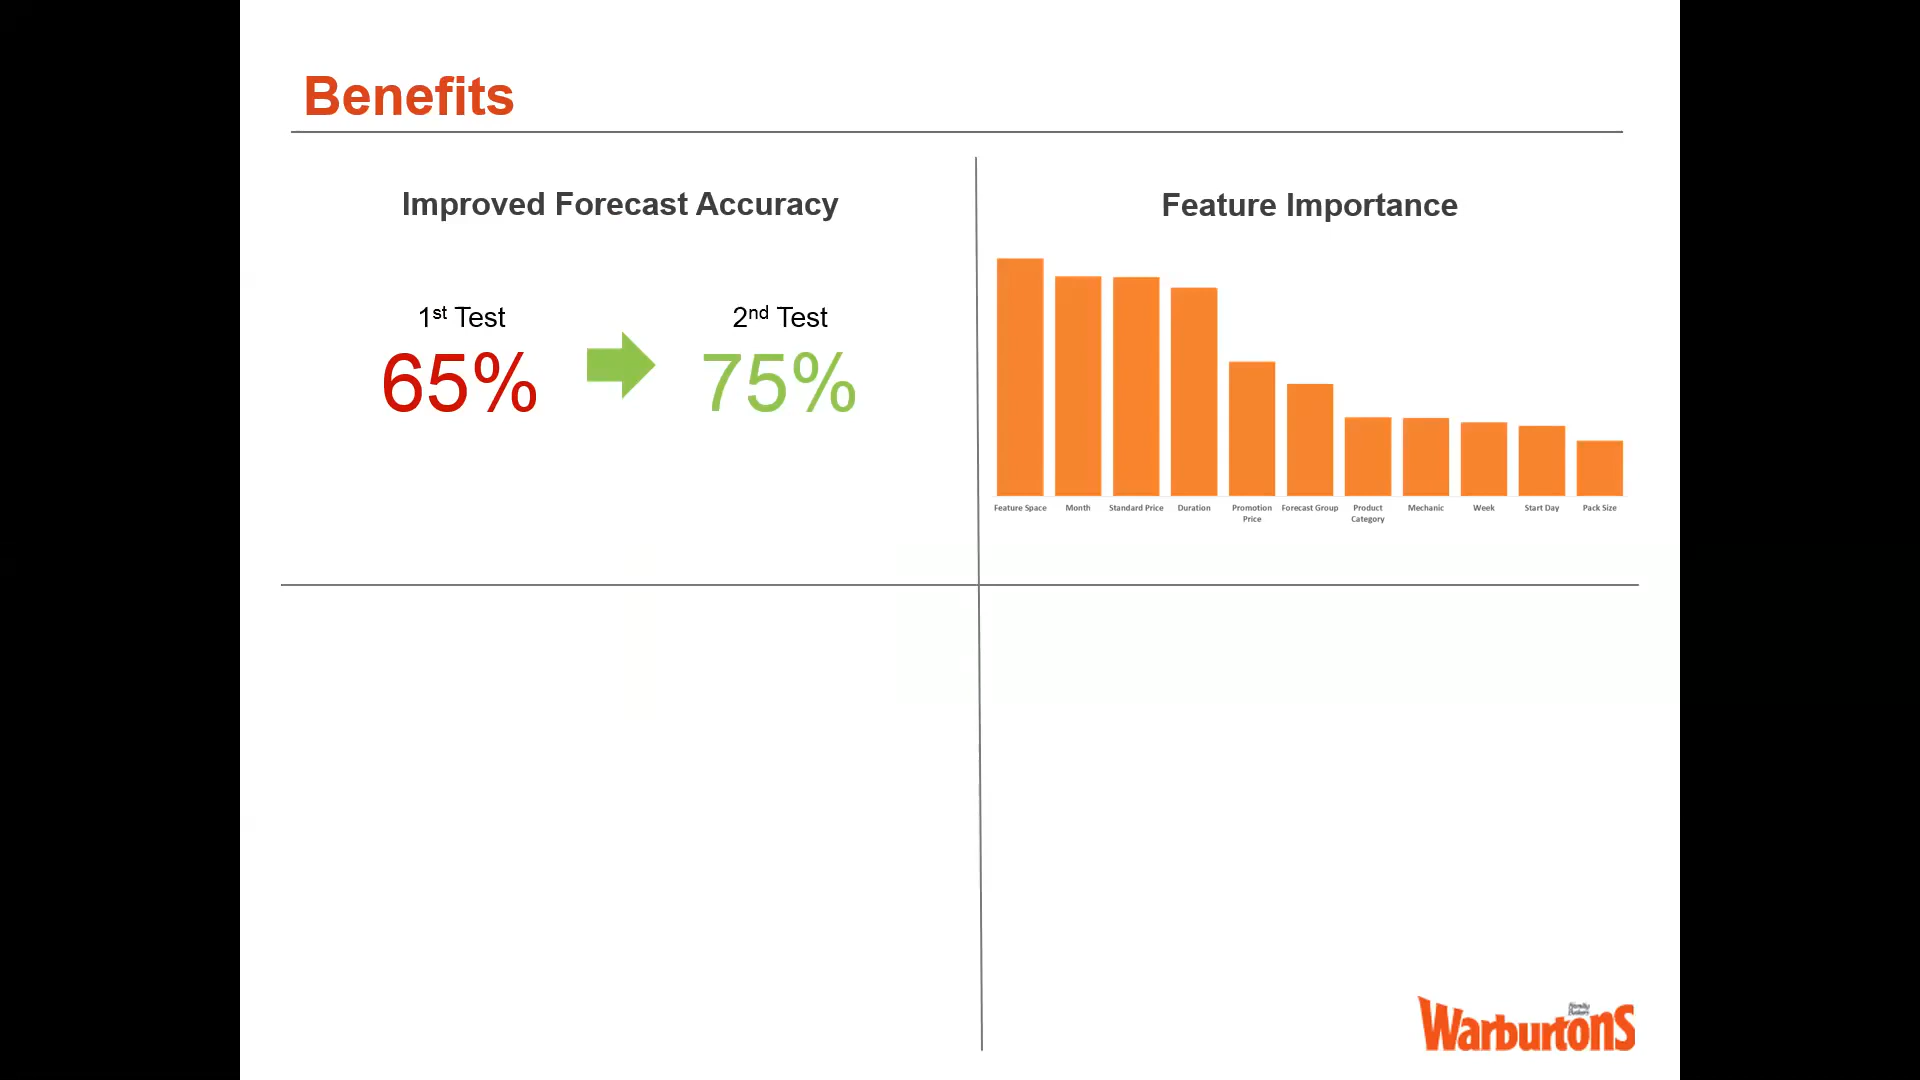 Benefits
Improved Forecast Accuracy
1st Test
65%
2nd Test
75%
Feature Importance
Feature Space
Month
Standard Price
Duration
Promotion
Price
Forecast Group
Product
Category
Mechanic
Week
Start Day
Pack Size
Warburtons